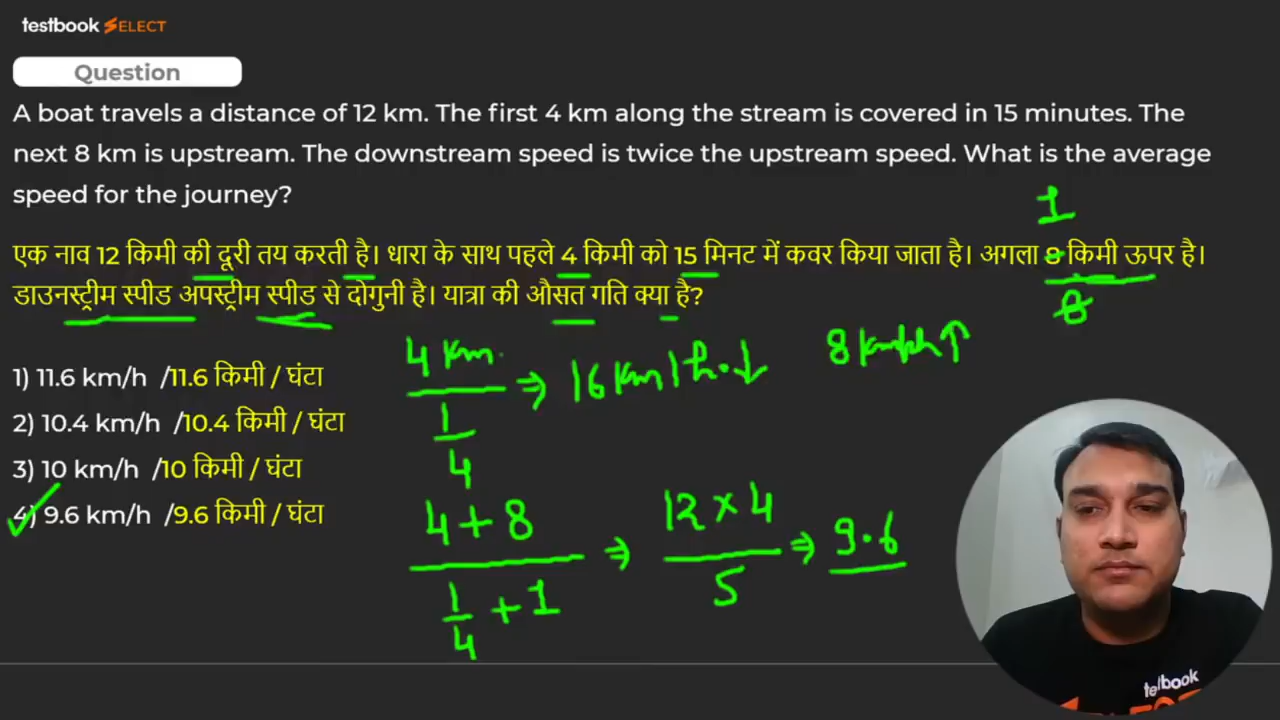 testbook SELECT
Question
A boat travels a distance of 12 km. The first 4 km along the stream is covered in 15 minutes. The
next 8 km is upstream. The downstream speed is twice the upstream speed. What is the average
speed for the journey?
1
एक नाव 12 किमी की दूरी तय करती है। धारा के साथ पहले 4 किमी को 15 मिनट में कवर किया जाता है। अगला 8 किमी ऊपर है।
डाउनस्ट्रीम स्पीड अपस्ट्रीम स्पीड से दोगुनी है। यात्रा की औसत गति क्या है?
8
4 km.
1
4
⇒ 16 km/h.↓
8 kmph↑
1) 11.6 km/h /11.6 किमी / घंटा
2) 10.4 km/h /10.4 किमी / घंटा
3) 10 km/h /10 किमी / घंटा
4) 9.6 km/h /9.6 किमी / घंटा
4+8
1
4
+1
⇒
12×4
5
⇒ 9.6
testbook